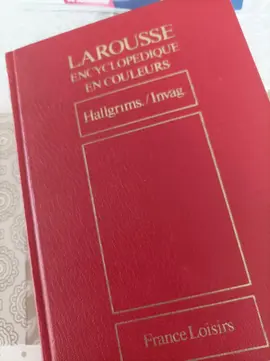 LAROUSSE
ENCYCLOPEDIQUE
EN COULEURS
Hallgrims./Invag.
France Loisirs